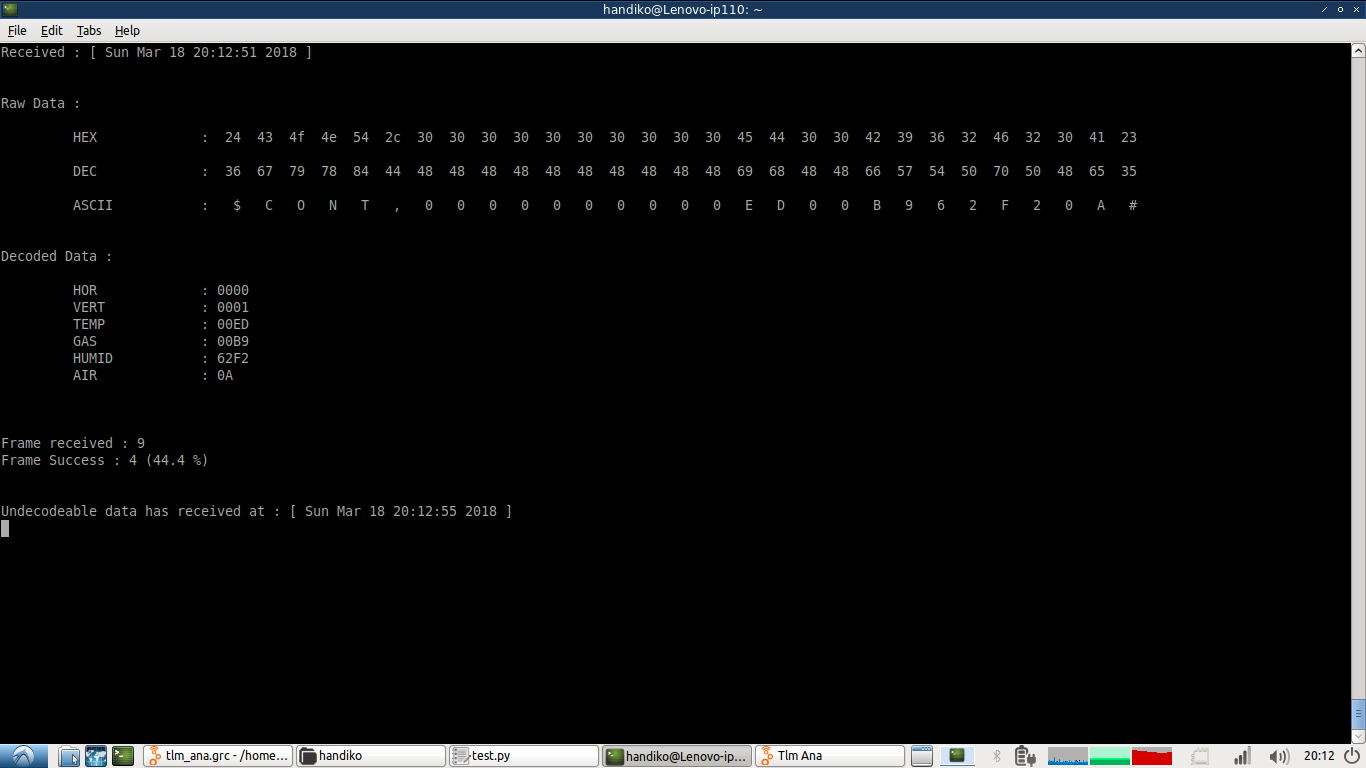 handiko@Lenovo-ip110: ~
File Edit Tabs Help
Received : [ Sun Mar 18 20:12:51 2018 ]
Raw Data :
HEX : 24 43 4f 4e 54 2c 30 30 30 30 30 30 30 30 30 30 45 44 30 30 42 39 36 32 46 32 30 41 23
DEC : 36 67 79 78 84 44 48 48 48 48 48 48 48 48 48 48 69 68 48 48 66 57 54 50 70 50 48 65 35
ASCII : $ C O N T , 0 0 0 0 0 0 0 0 0 0 E D 0 0 B 9 6 2 F 2 0 A #
Decoded Data :
HOR : 0000
VERT : 0001
TEMP : 00ED
GAS : 00B9
HUMID : 62F2
AIR : 0A
Frame received : 9
Frame Success : 4 (44.4 %)
Undecodeable data has received at : [ Sun Mar 18 20:12:55 2018 ]
tlm_ana.grc - /home... handiko test.py handiko@Lenovo-ip... Tlm Ana 20:12